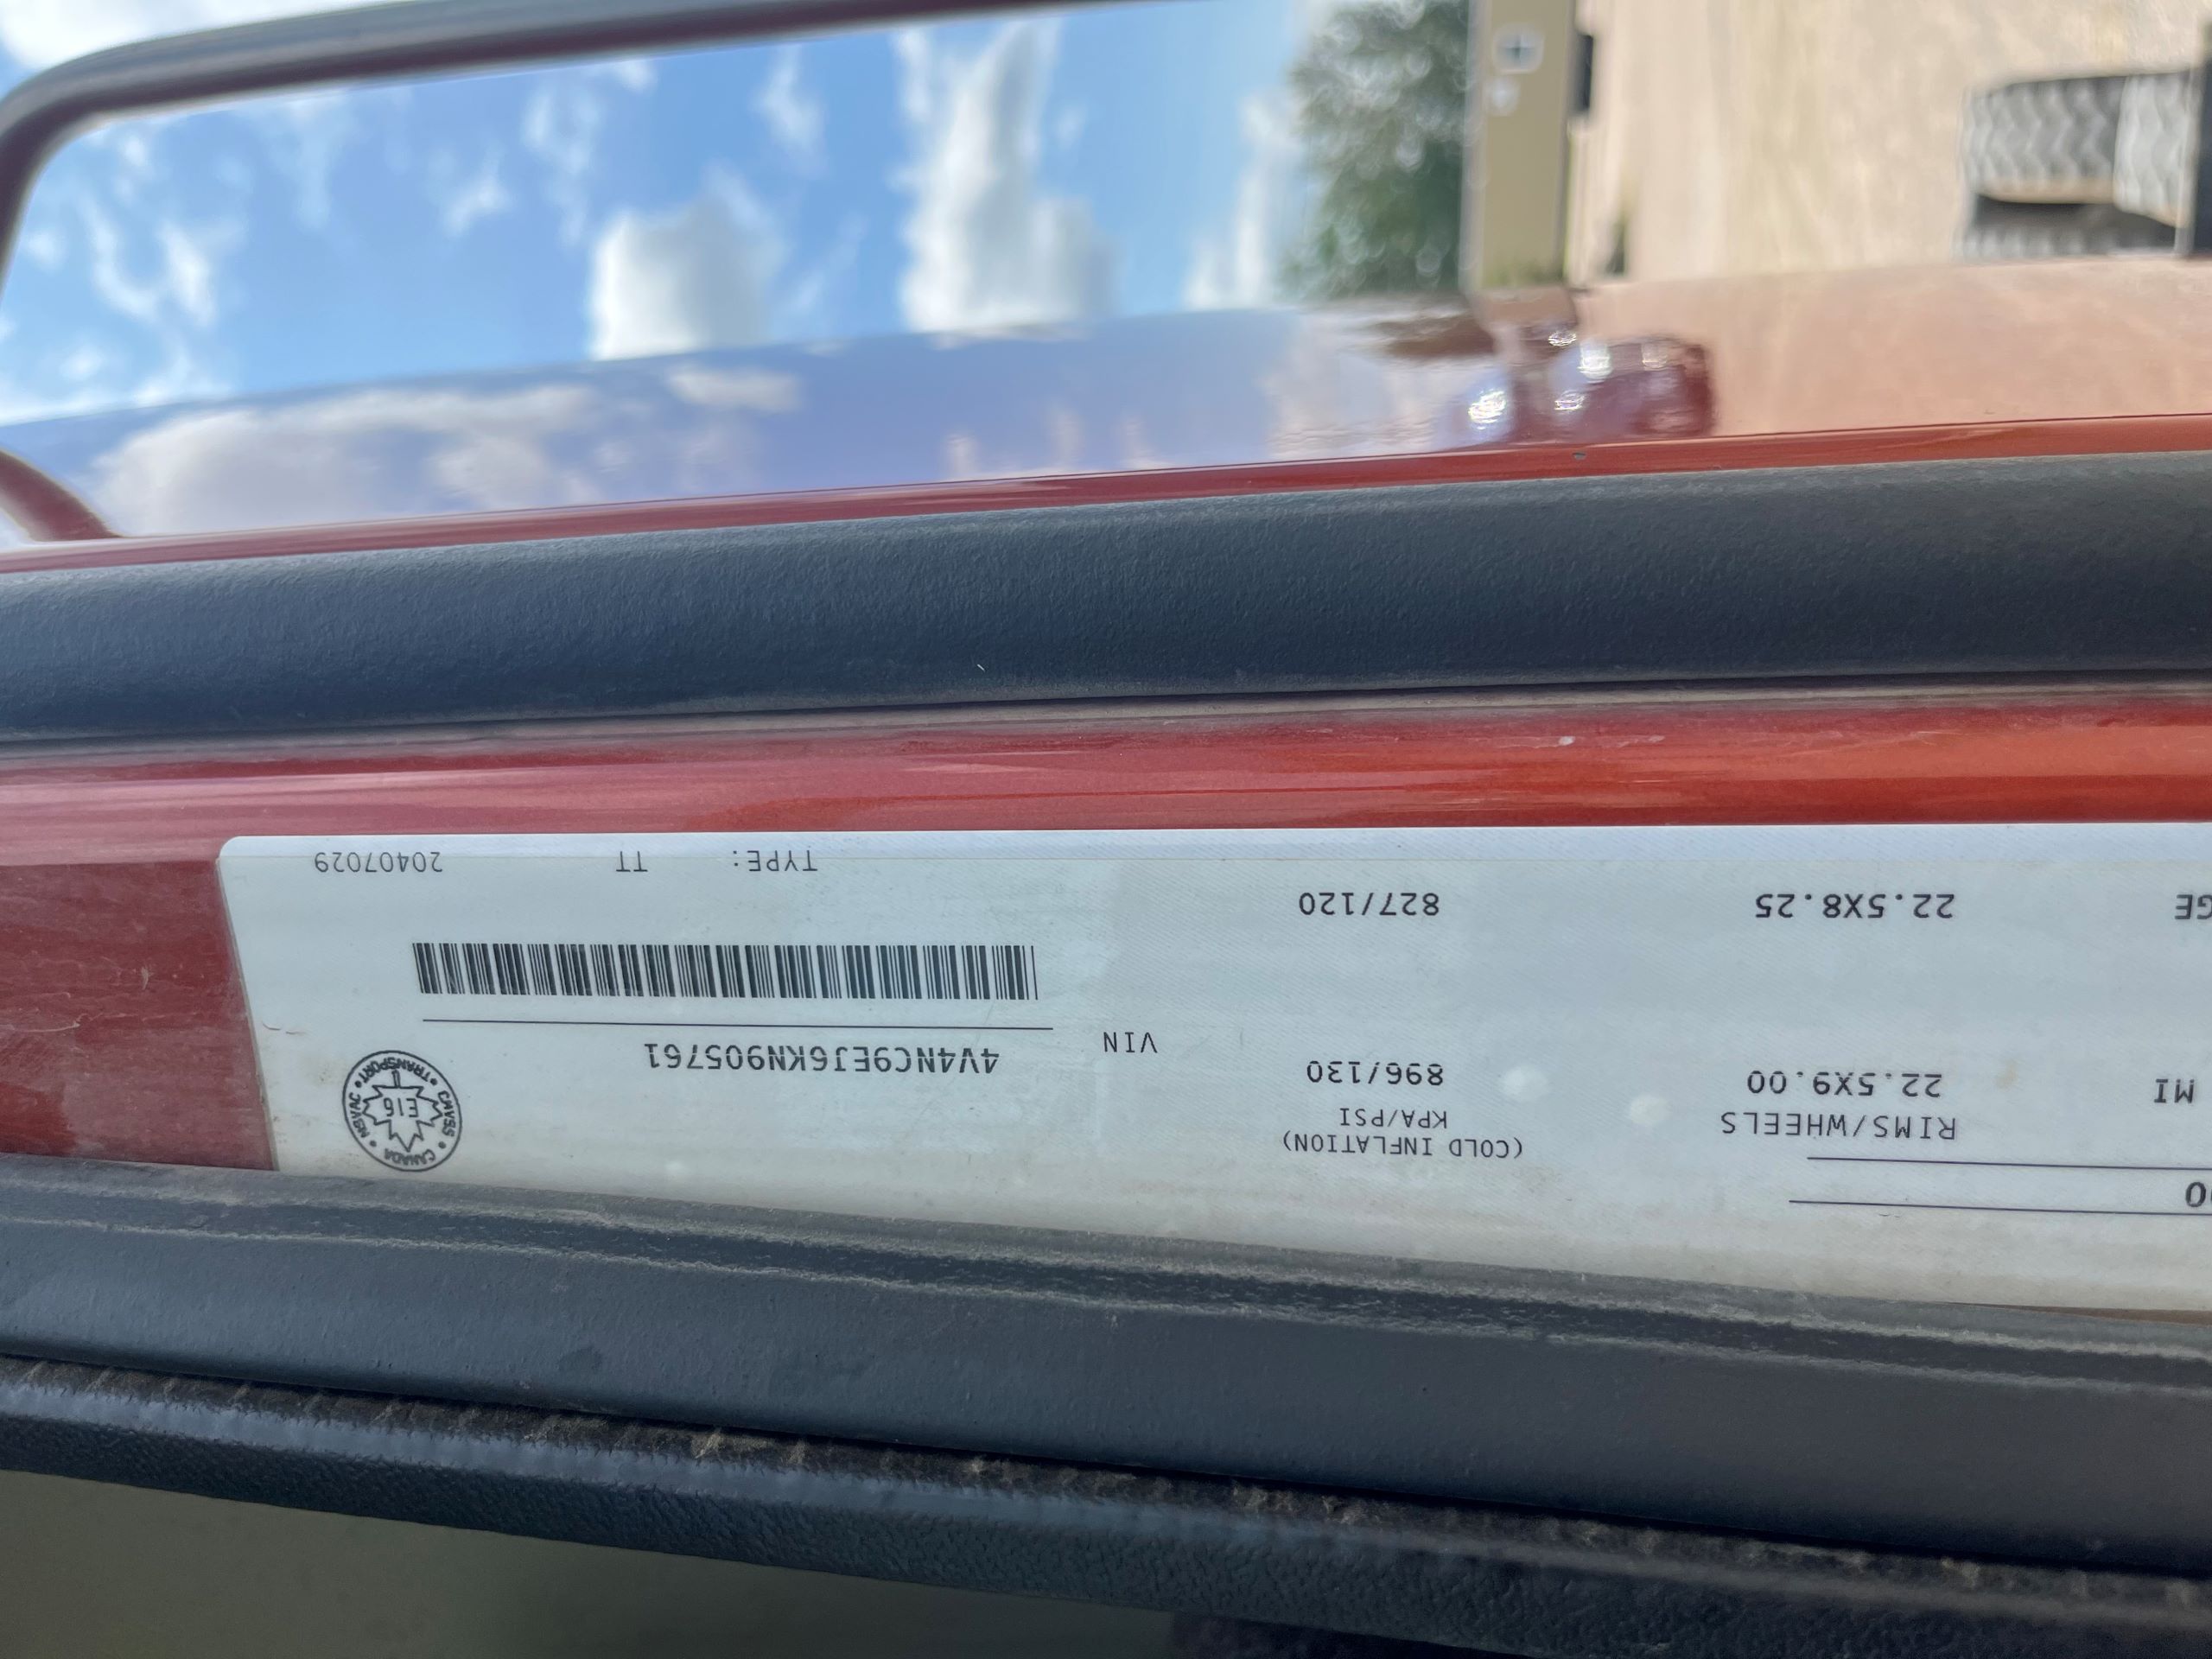 00
RIMS/WHEELS
(COLD INFLATION)
KPA/PSI
MI 22.5X9.00 896/130
GE 22.5X8.25 827/120
VIN 4V4NC9EJ6KN905761
TYPE: TT 20407029
CANADA • CMVSS • TRANSPORT • NSVAC
E16